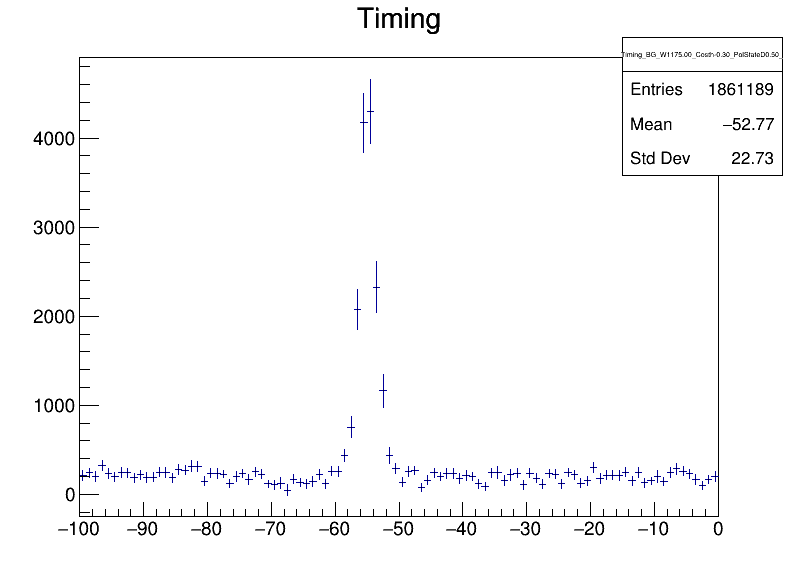 Timing
Timing_BG_W1175.00_Costh-0.30_PolStateD0.50_
Entries 1861189
Mean −52.77
Std Dev 22.73
4000
3000
2000
1000
0
−100 −90 −80 −70 −60 −50 −40 −30 −20 −10 0